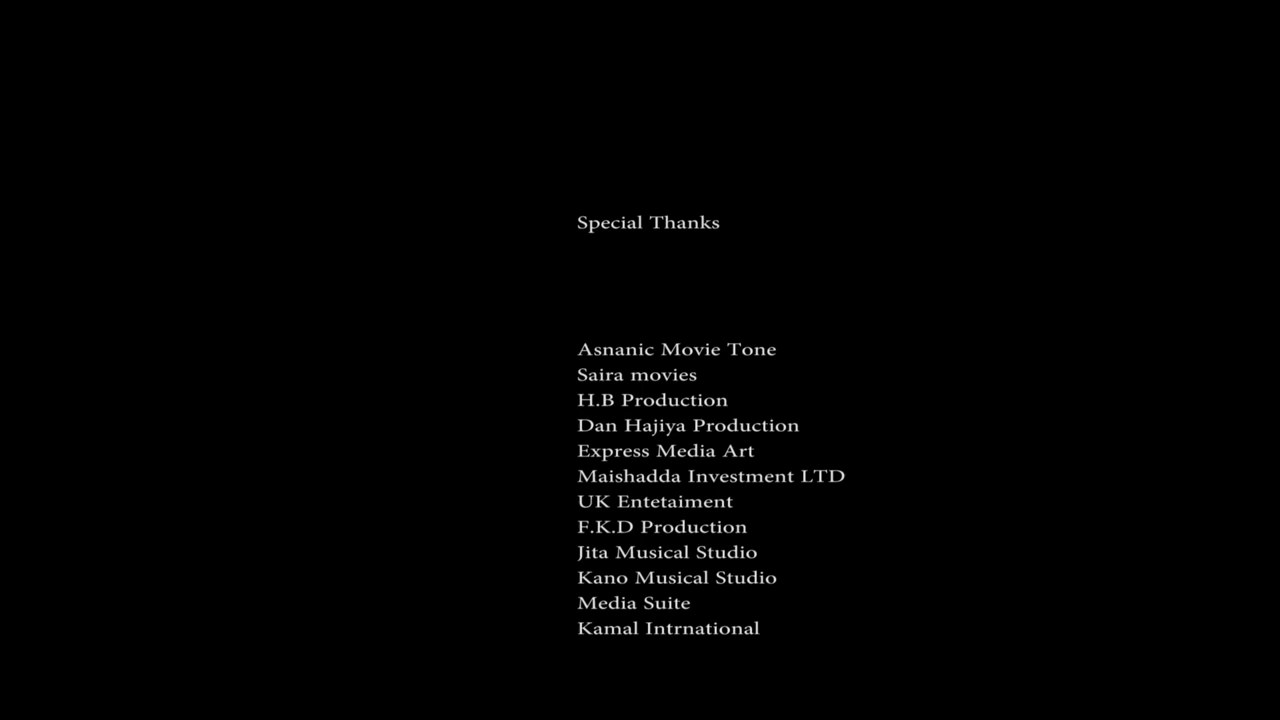 Special Thanks
Asnanic Movie Tone
Saira movies
H.B Production
Dan Hajiya Production
Express Media Art
Maishadda Investment LTD
UK Entetaiment
F.K.D Production
Jita Musical Studio
Kano Musical Studio
Media Suite
Kamal Intrnational